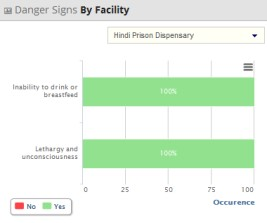 Danger Signs By Facility
Hindi Prison Dispensary
Inability to drink or
breastfeed
100%
Lethargy and
unconsciousness
100%
0 25 50 75 100
Occurence
No Yes